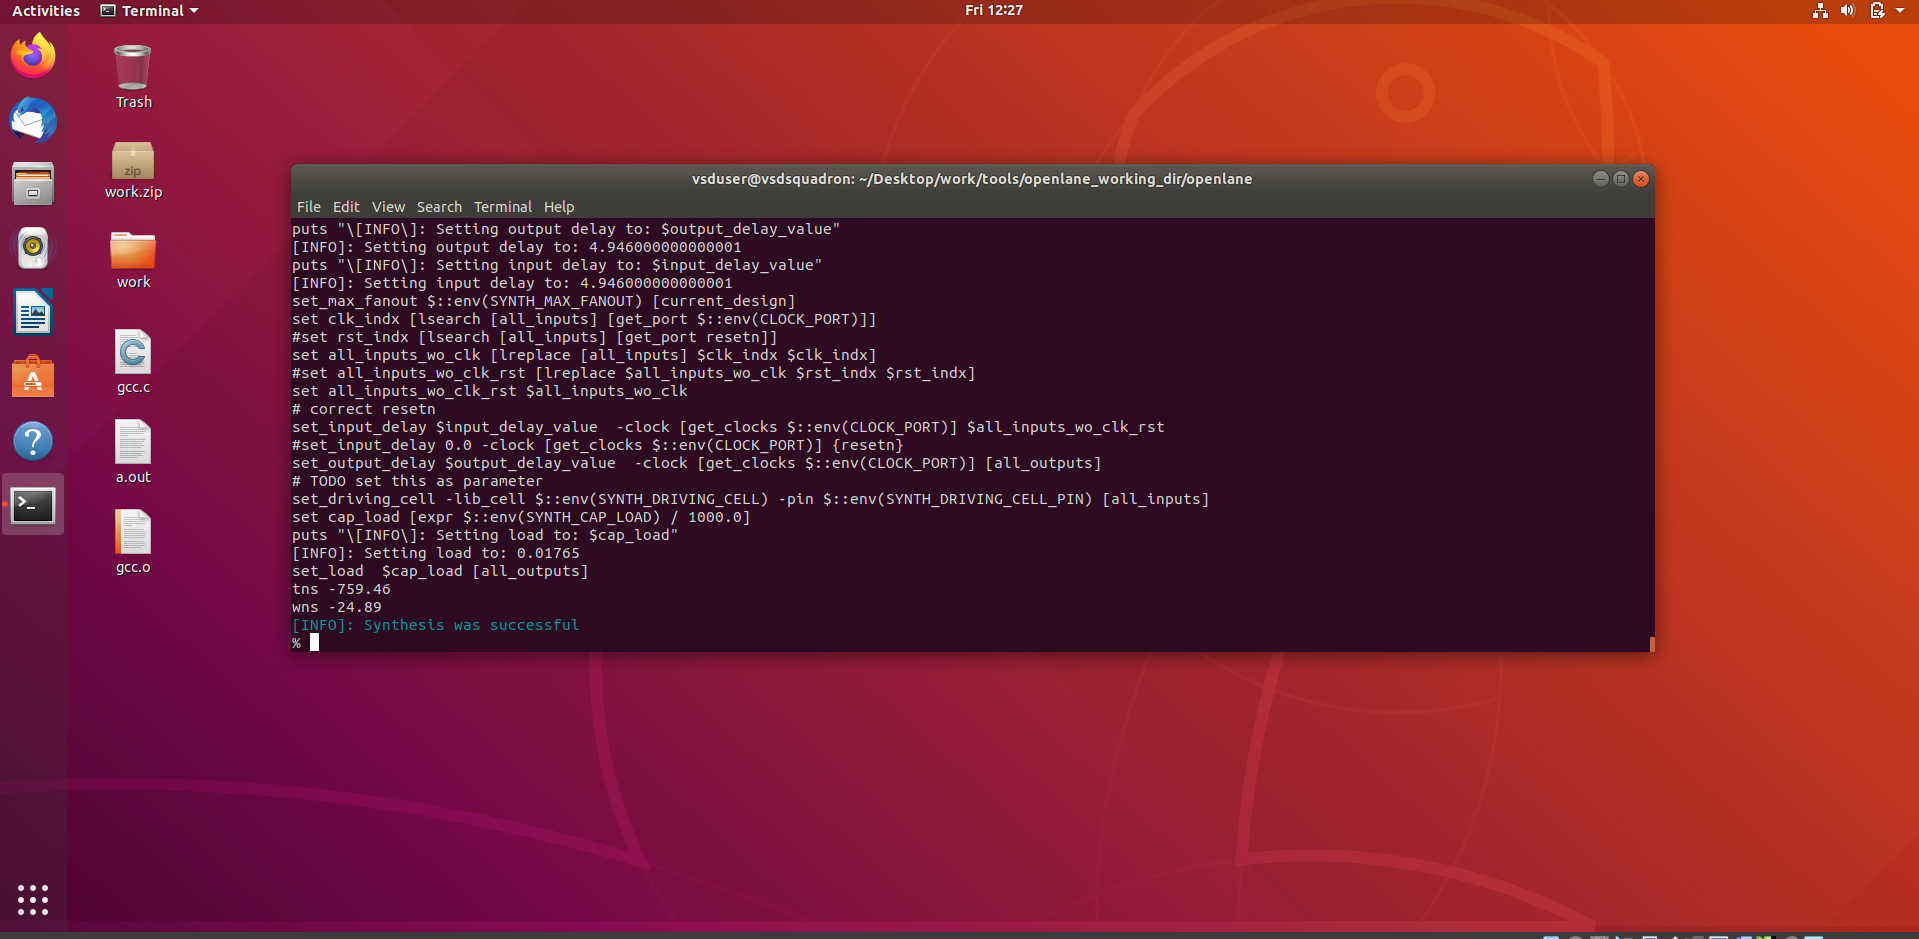 Activities Terminal Fri 12:27
Trash
zip
work.zip
work
gcc.c
a.out
gcc.o
vsduser@vsdsquadron: ~/Desktop/work/tools/openlane_working_dir/openlane
File Edit View Search Terminal Help
puts "\[INFO\]: Setting output delay to: $output_delay_value"
[INFO]: Setting output delay to: 4.946000000000001
puts "\[INFO\]: Setting input delay to: $input_delay_value"
[INFO]: Setting input delay to: 4.946000000000001
set_max_fanout $::env(SYNTH_MAX_FANOUT) [current_design]
set clk_indx [lsearch [all_inputs] [get_port $::env(CLOCK_PORT)]]
#set rst_indx [lsearch [all_inputs] [get_port resetn]]
set all_inputs_wo_clk [lreplace [all_inputs] $clk_indx $clk_indx]
#set all_inputs_wo_clk_rst [lreplace $all_inputs_wo_clk $rst_indx $rst_indx]
set all_inputs_wo_clk_rst $all_inputs_wo_clk
# correct resetn
set_input_delay $input_delay_value  -clock [get_clocks $::env(CLOCK_PORT)] $all_inputs_wo_clk_rst
#set_input_delay 0.0 -clock [get_clocks $::env(CLOCK_PORT)] {resetn}
set_output_delay $output_delay_value  -clock [get_clocks $::env(CLOCK_PORT)] [all_outputs]
# TODO set this as parameter
set_driving_cell -lib_cell $::env(SYNTH_DRIVING_CELL) -pin $::env(SYNTH_DRIVING_CELL_PIN) [all_inputs]
set cap_load [expr $::env(SYNTH_CAP_LOAD) / 1000.0]
puts "\[INFO\]: Setting load to: $cap_load"
[INFO]: Setting load to: 0.01765
set_load  $cap_load [all_outputs]
tns -759.46
wns -24.89
[INFO]: Synthesis was successful
%